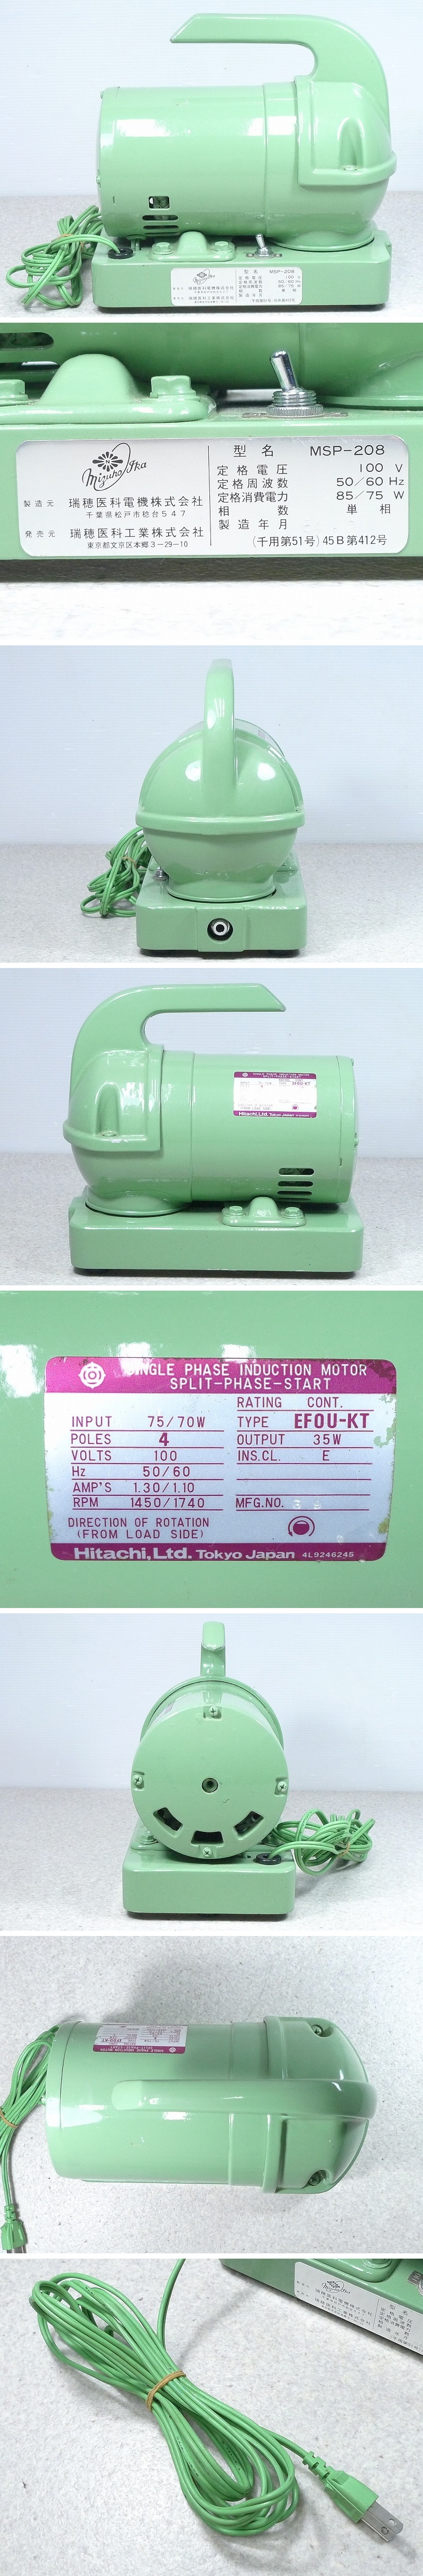 Mizuho Ika
製造元 瑞穂医科電機株式会社
千葉県松戸市稔台547
発売元 瑞穂医科工業株式会社
東京都文京区本郷3-29-10
型名 MSP-208
定格電圧 100 V
定格周波数 50/60 Hz
定格消費電力 85/75 W
相数 単相
製造年月
(千用第51号) 45B第412号
SINGLE PHASE INDUCTION MOTOR
SPLIT-PHASE-START
RATING CONT.
INPUT 75/70W TYPE EFOU-KT
POLES 4 OUTPUT 35W
VOLTS 100 INS.CL. E
Hz 50/60
AMP'S 1.30/1.10
RPM 1450/1740 MFG.NO.
DIRECTION OF ROTATION
(FROM LOAD SIDE)
Hitachi, Ltd. Tokyo Japan 4L9246245